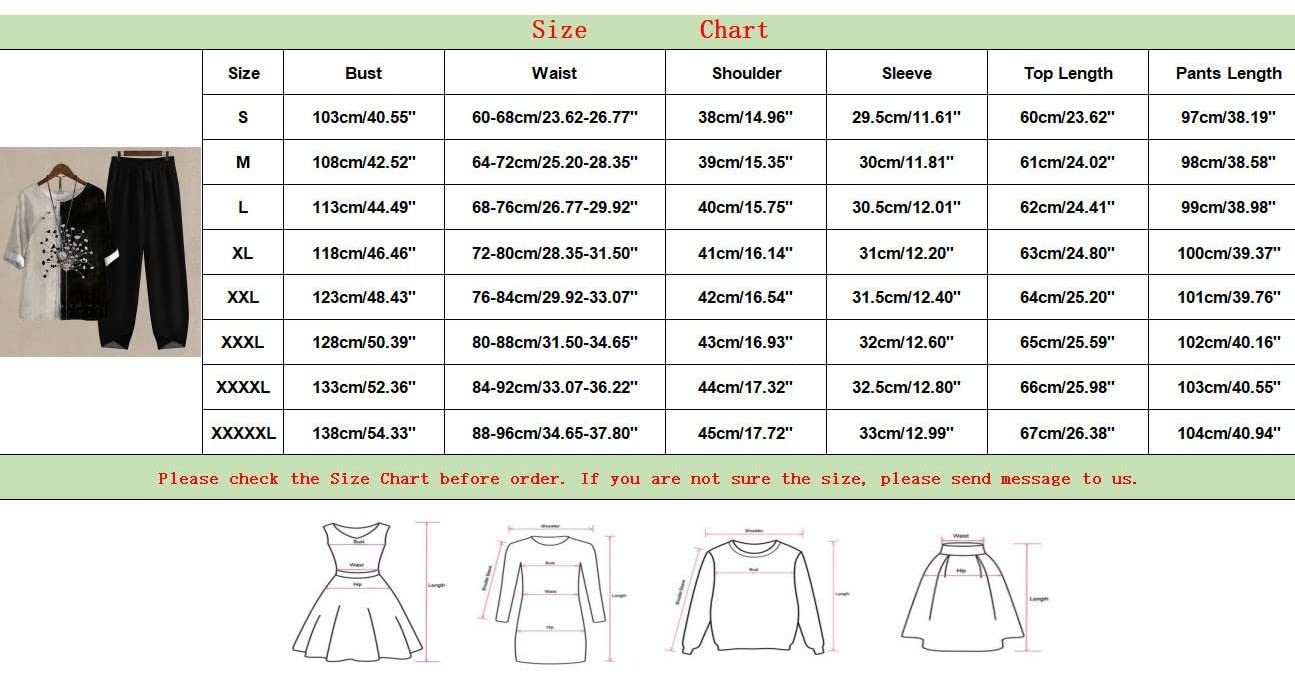 Size Chart
Size Bust Waist Shoulder Sleeve Top Length Pants Length
S 103cm/40.55" 60-68cm/23.62-26.77" 38cm/14.96" 29.5cm/11.61" 60cm/23.62" 97cm/38.19"
M 108cm/42.52" 64-72cm/25.20-28.35" 39cm/15.35" 30cm/11.81" 61cm/24.02" 98cm/38.58"
L 113cm/44.49" 68-76cm/26.77-29.92" 40cm/15.75" 30.5cm/12.01" 62cm/24.41" 99cm/38.98"
XL 118cm/46.46" 72-80cm/28.35-31.50" 41cm/16.14" 31cm/12.20" 63cm/24.80" 100cm/39.37"
XXL 123cm/48.43" 76-84cm/29.92-33.07" 42cm/16.54" 31.5cm/12.40" 64cm/25.20" 101cm/39.76"
XXXL 128cm/50.39" 80-88cm/31.50-34.65" 43cm/16.93" 32cm/12.60" 65cm/25.59" 102cm/40.16"
XXXXL 133cm/52.36" 84-92cm/33.07-36.22" 44cm/17.32" 32.5cm/12.80" 66cm/25.98" 103cm/40.55"
XXXXXL 138cm/54.33" 88-96cm/34.65-37.80" 45cm/17.72" 33cm/12.99" 67cm/26.38" 104cm/40.94"
Please check the Size Chart before order. If you are not sure the size, please send message to us.
Bust
Waist
Hip
Length
Shoulder
Bust
Waist
Hip
Shoulder Sleeve
Length
Shoulder
Bust
Shoulder Sleeve
Length
Waist
Hip
Length